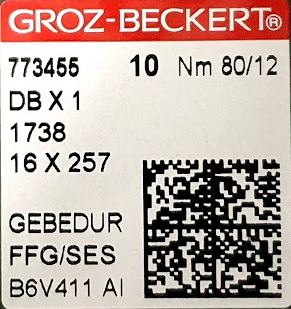 GROZ-BECKERT®
773455 10 Nm 80/12
DB X 1
1738
16 X 257
GEBEDUR
FFG/SES
B6V411 AI